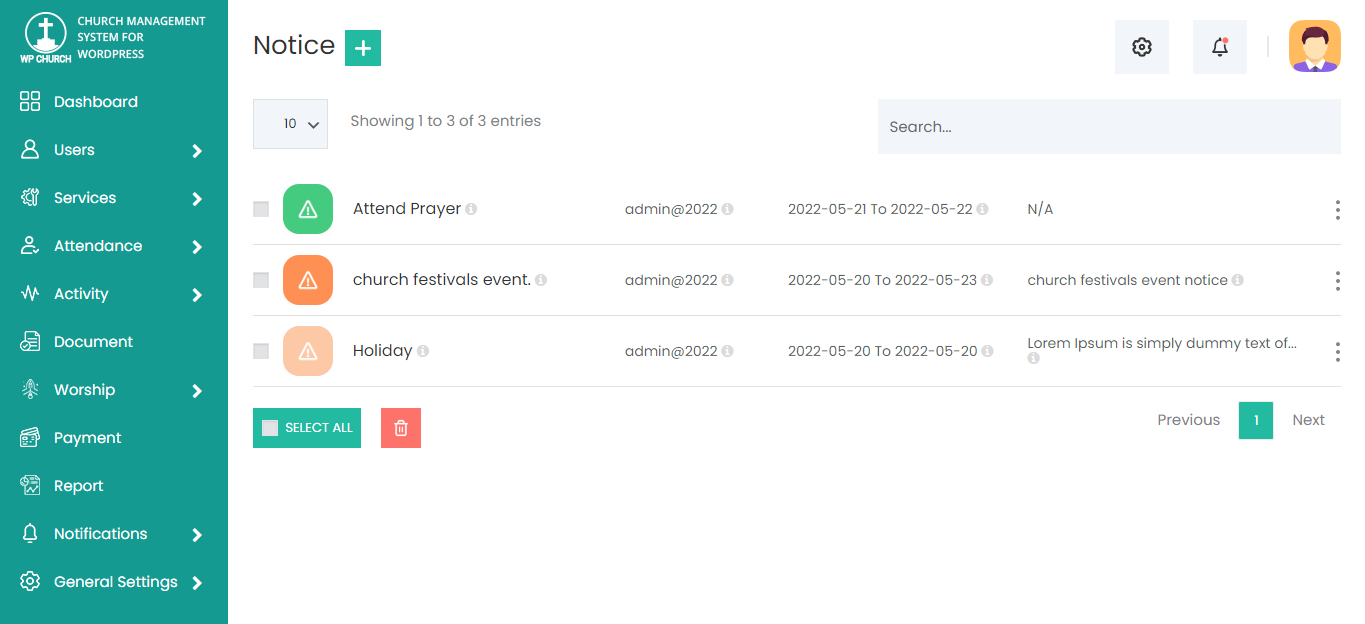 CHURCH MANAGEMENT
SYSTEM FOR
WORDPRESS
WP CHURCH
Dashboard
Users
Services
Attendance
Activity
Document
Worship
Payment
Report
Notifications
General Settings
Notice
10
Showing 1 to 3 of 3 entries
Search...
Attend Prayer admin@2022 2022-05-21 To 2022-05-22 N/A
church festivals event. admin@2022 2022-05-20 To 2022-05-23 church festivals event notice
Holiday admin@2022 2022-05-20 To 2022-05-20 Lorem Ipsum is simply dummy text of...
SELECT ALL
Previous 1 Next